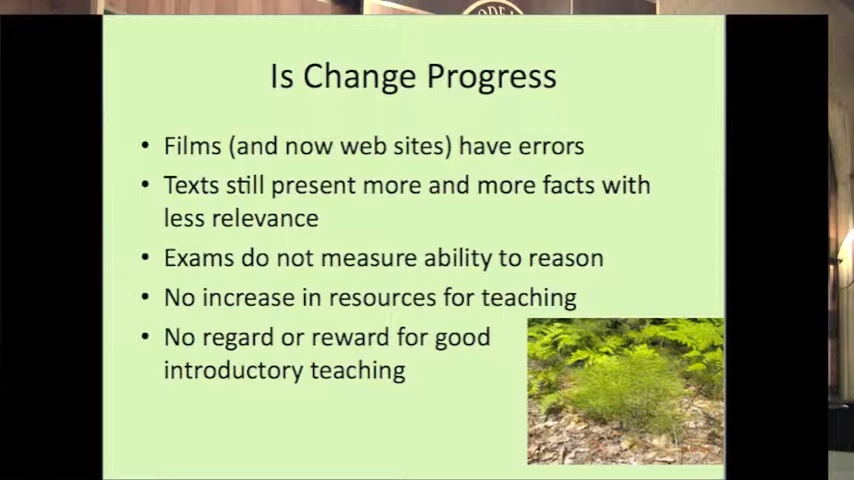 Is Change Progress
• Films (and now web sites) have errors
• Texts still present more and more facts with
less relevance
• Exams do not measure ability to reason
• No increase in resources for teaching
• No regard or reward for good
introductory teaching